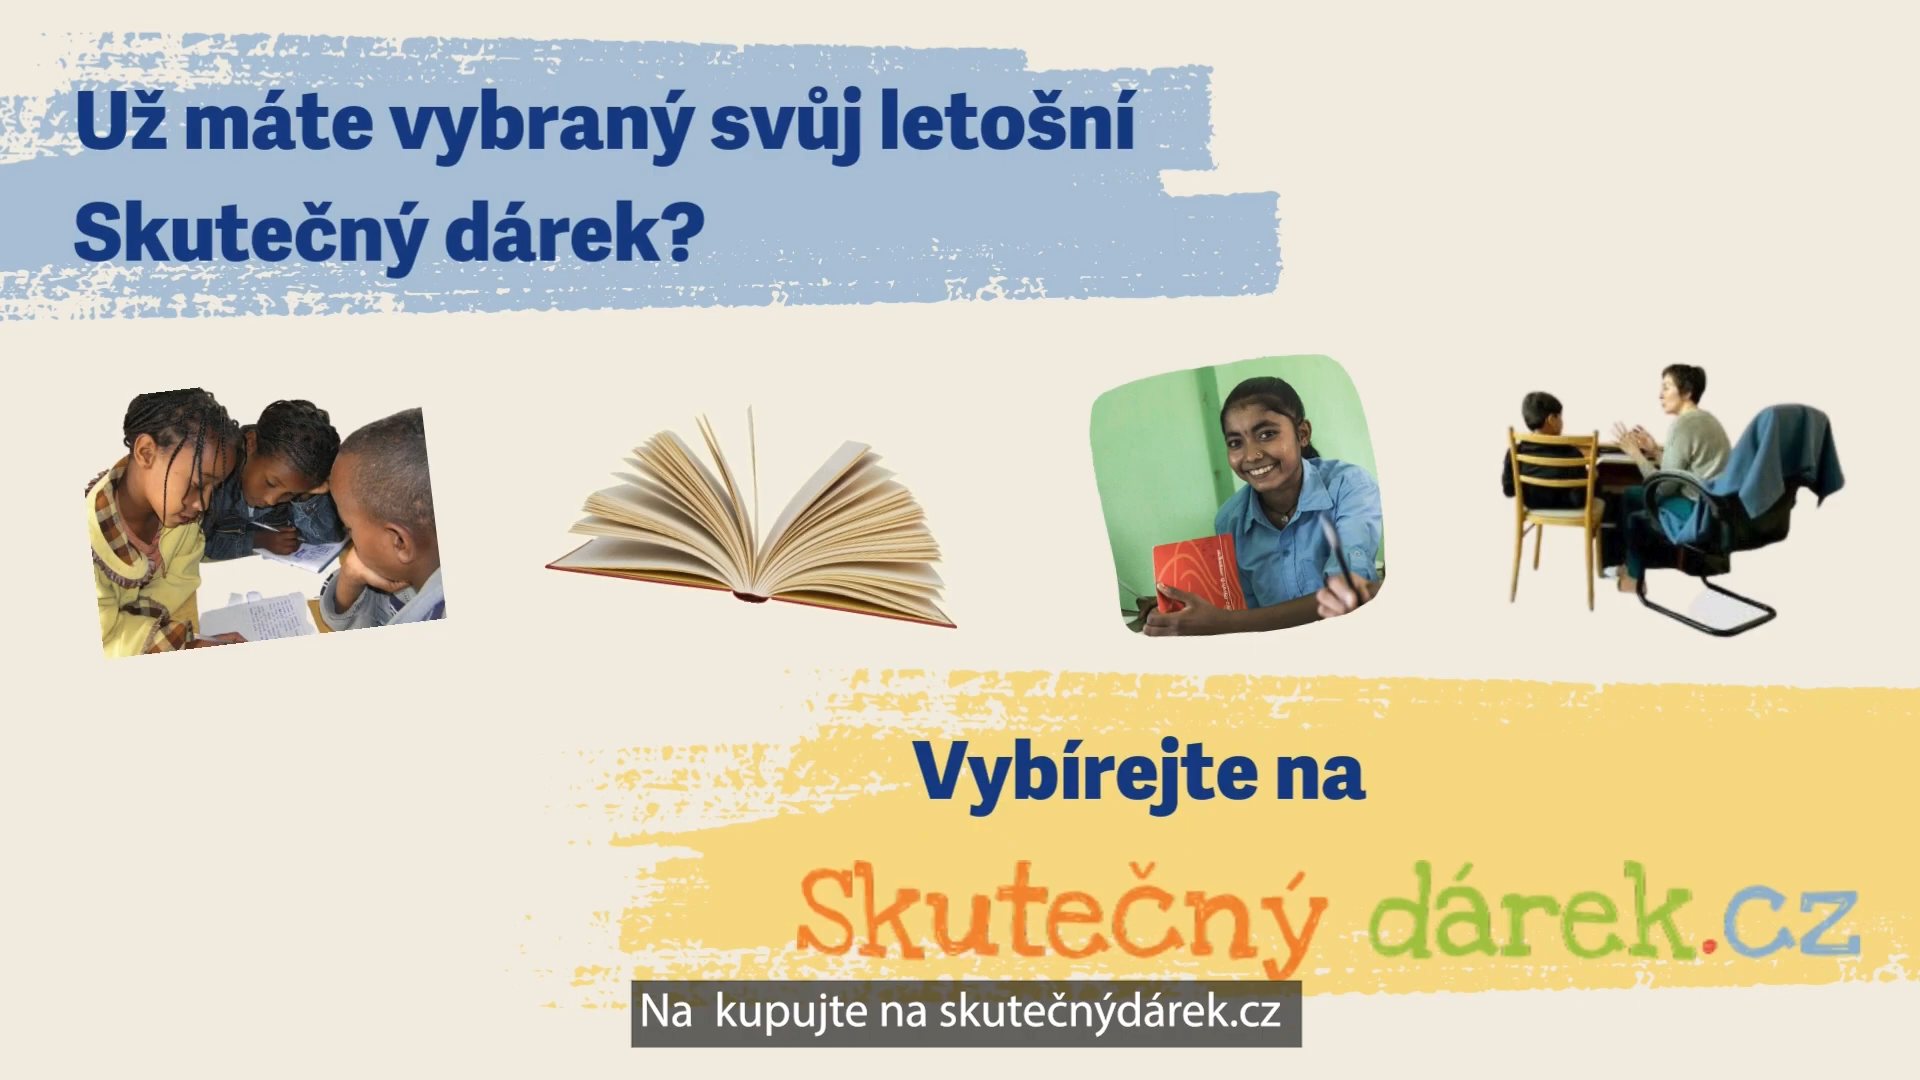 Už máte vybraný svůj letošní
Skutečný dárek?
Vybírejte na
Skutečný dárek.cz
Na  kupujte na skutečnýdárek.cz